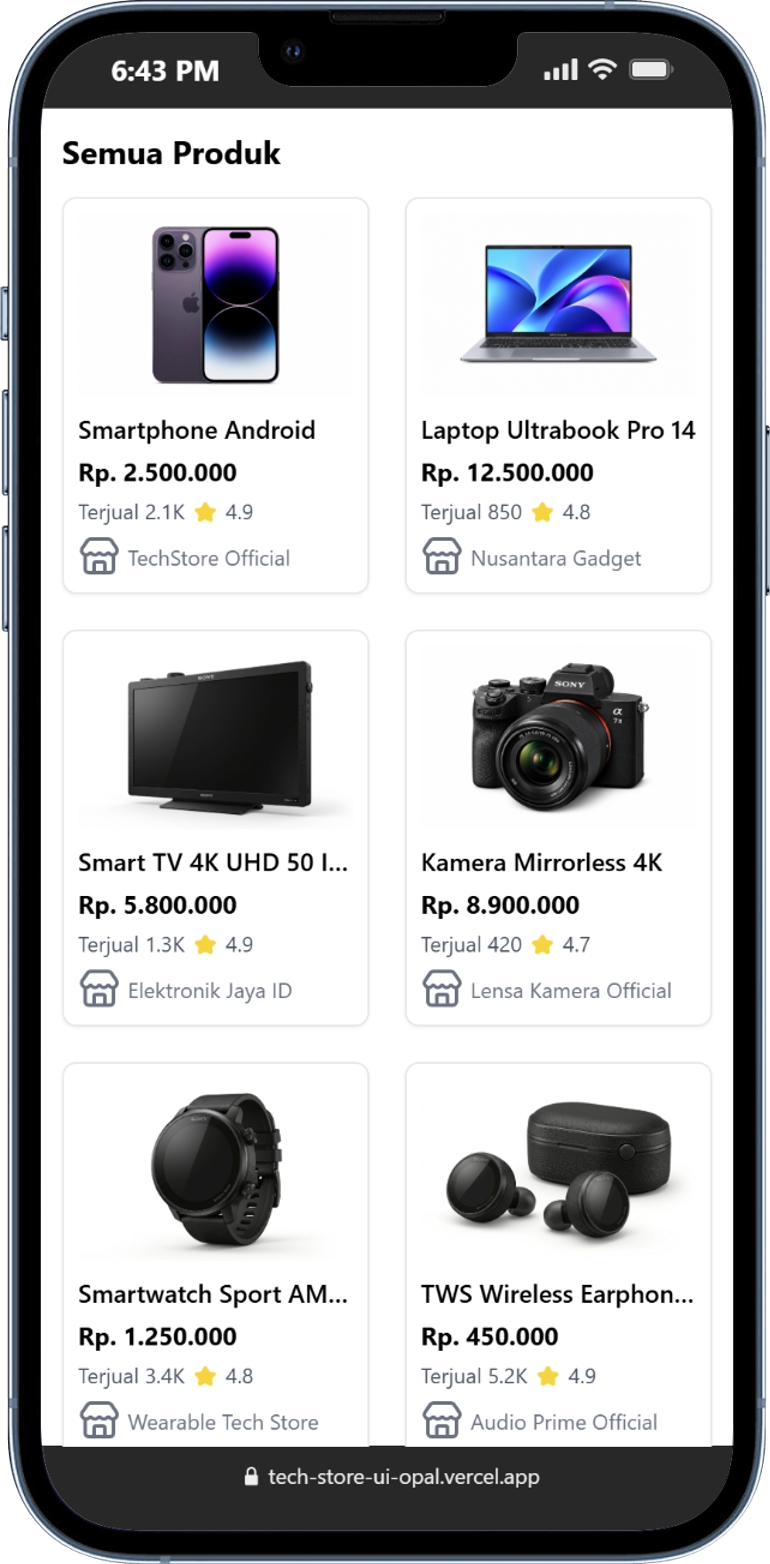 6:43 PM
Semua Produk
Smartphone Android
Rp. 2.500.000
Terjual 2.1K 4.9
TechStore Official
Laptop Ultrabook Pro 14
Rp. 12.500.000
Terjual 850 4.8
Nusantara Gadget
SONY
Smart TV 4K UHD 50 I...
Rp. 5.800.000
Terjual 1.3K 4.9
Elektronik Jaya ID
SONY
α
7 II
Kamera Mirrorless 4K
Rp. 8.900.000
Terjual 420 4.7
Lensa Kamera Official
Smartwatch Sport AM...
Rp. 1.250.000
Terjual 3.4K 4.8
Wearable Tech Store
TWS Wireless Earphon...
Rp. 450.000
Terjual 5.2K 4.9
Audio Prime Official
tech-store-ui-opal.vercel.app